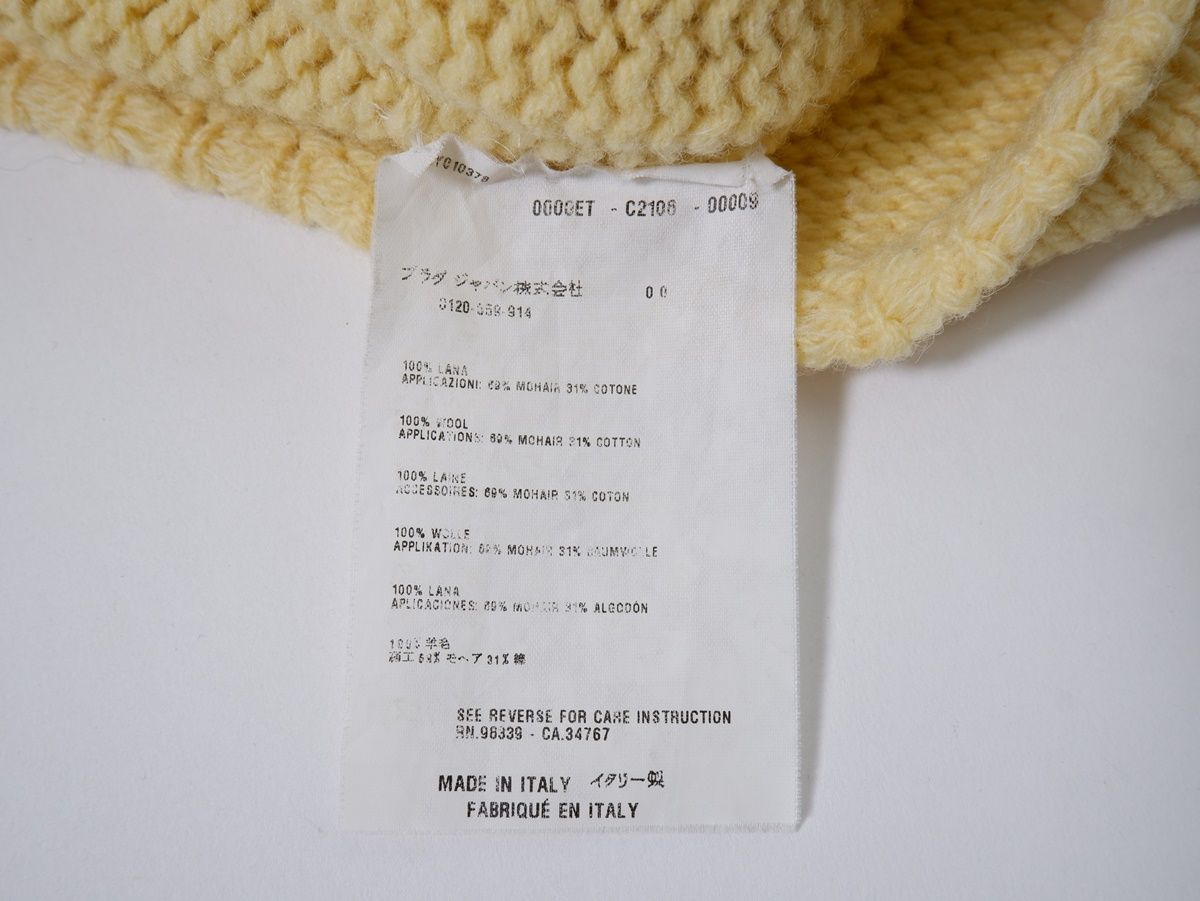 YC10379
0009ET - C2106 - 00009
プラダ ジャパン株式会社 00
0120-559-914
100% LANA
APPLICAZIONI: 69% MOHAIR 31% COTONE
100% WOOL
APPLICATIONS: 69% MOHAIR 31% COTTON
100% LAINE
ACCESSOIRES: 69% MOHAIR 31% COTON
100% WOLLE
APPLIKATION: 69% MOHAIR 31% BAUMWOLLE
100% LANA
APLICACIONES: 69% MOHAIR 31% ALGODÓN
100% 羊毛
69% モヘア 31% 綿
SEE REVERSE FOR CARE INSTRUCTION
RN.98339 - CA.34767
MADE IN ITALY イタリー製
FABRIQUÉ EN ITALY